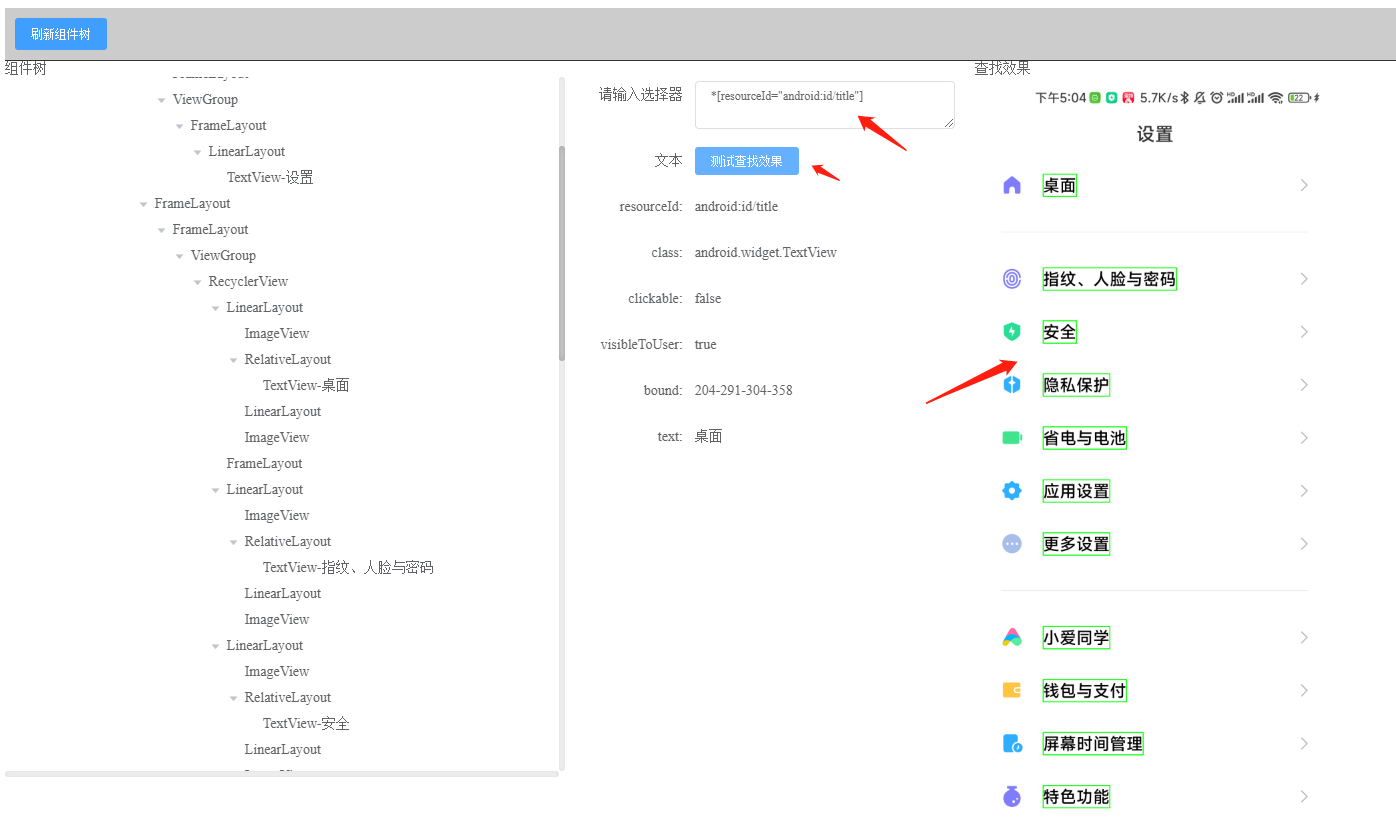 刷新组件树
组件树
ViewGroup
FrameLayout
LinearLayout
TextView-设置
FrameLayout
FrameLayout
ViewGroup
RecyclerView
LinearLayout
ImageView
RelativeLayout
TextView-桌面
LinearLayout
ImageView
FrameLayout
LinearLayout
ImageView
RelativeLayout
TextView-指纹、人脸与密码
LinearLayout
ImageView
LinearLayout
ImageView
RelativeLayout
TextView-安全
LinearLayout
请输入选择器
*[resourceId="android:id/title"]
文本
测试查找效果
resourceId: android:id/title
class: android.widget.TextView
clickable: false
visibleToUser: true
bound: 204-291-304-358
text: 桌面
查找效果
下午5:04 5.7K/s 22
设置
桌面
指纹、人脸与密码
安全
隐私保护
省电与电池
应用设置
更多设置
小爱同学
钱包与支付
屏幕时间管理
特色功能